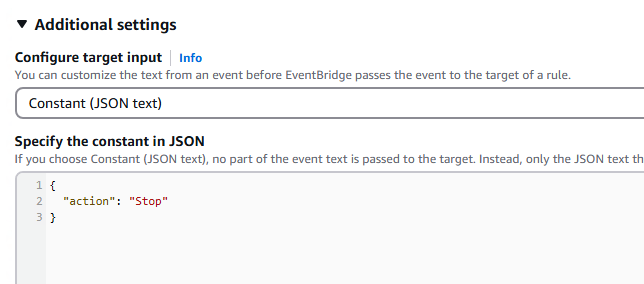 ▼ Additional settings
Configure target input Info
You can customize the text from an event before EventBridge passes the event to the target of a rule.
Constant (JSON text)
Specify the constant in JSON
If you choose Constant (JSON text), no part of the event text is passed to the target. Instead, only the JSON text th
1 {
2   "action": "Stop"
3 }